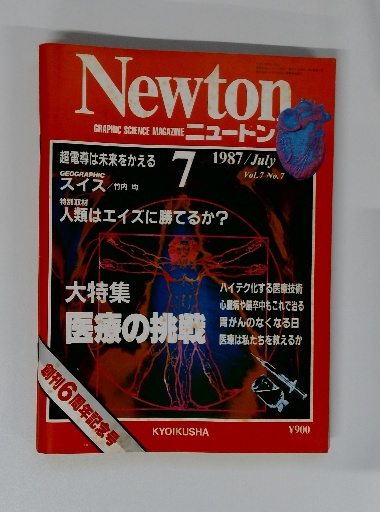 Newton
GRAPHIC SCIENCE MAGAZINE ニュートン
超電導は未来をかえる
7
1987/July
Vol.7-No.7
GEOGRAPHIC
スイス/竹内 均
特別取材
人類はエイズに勝てるか?
大特集
医療の挑戦
ハイテク化する医療技術
心臓病や脳卒中もこれで治る
胃がんのなくなる日
医療は私たちを救えるか
創刊6周年記念号
KYOIKUSHA
¥900